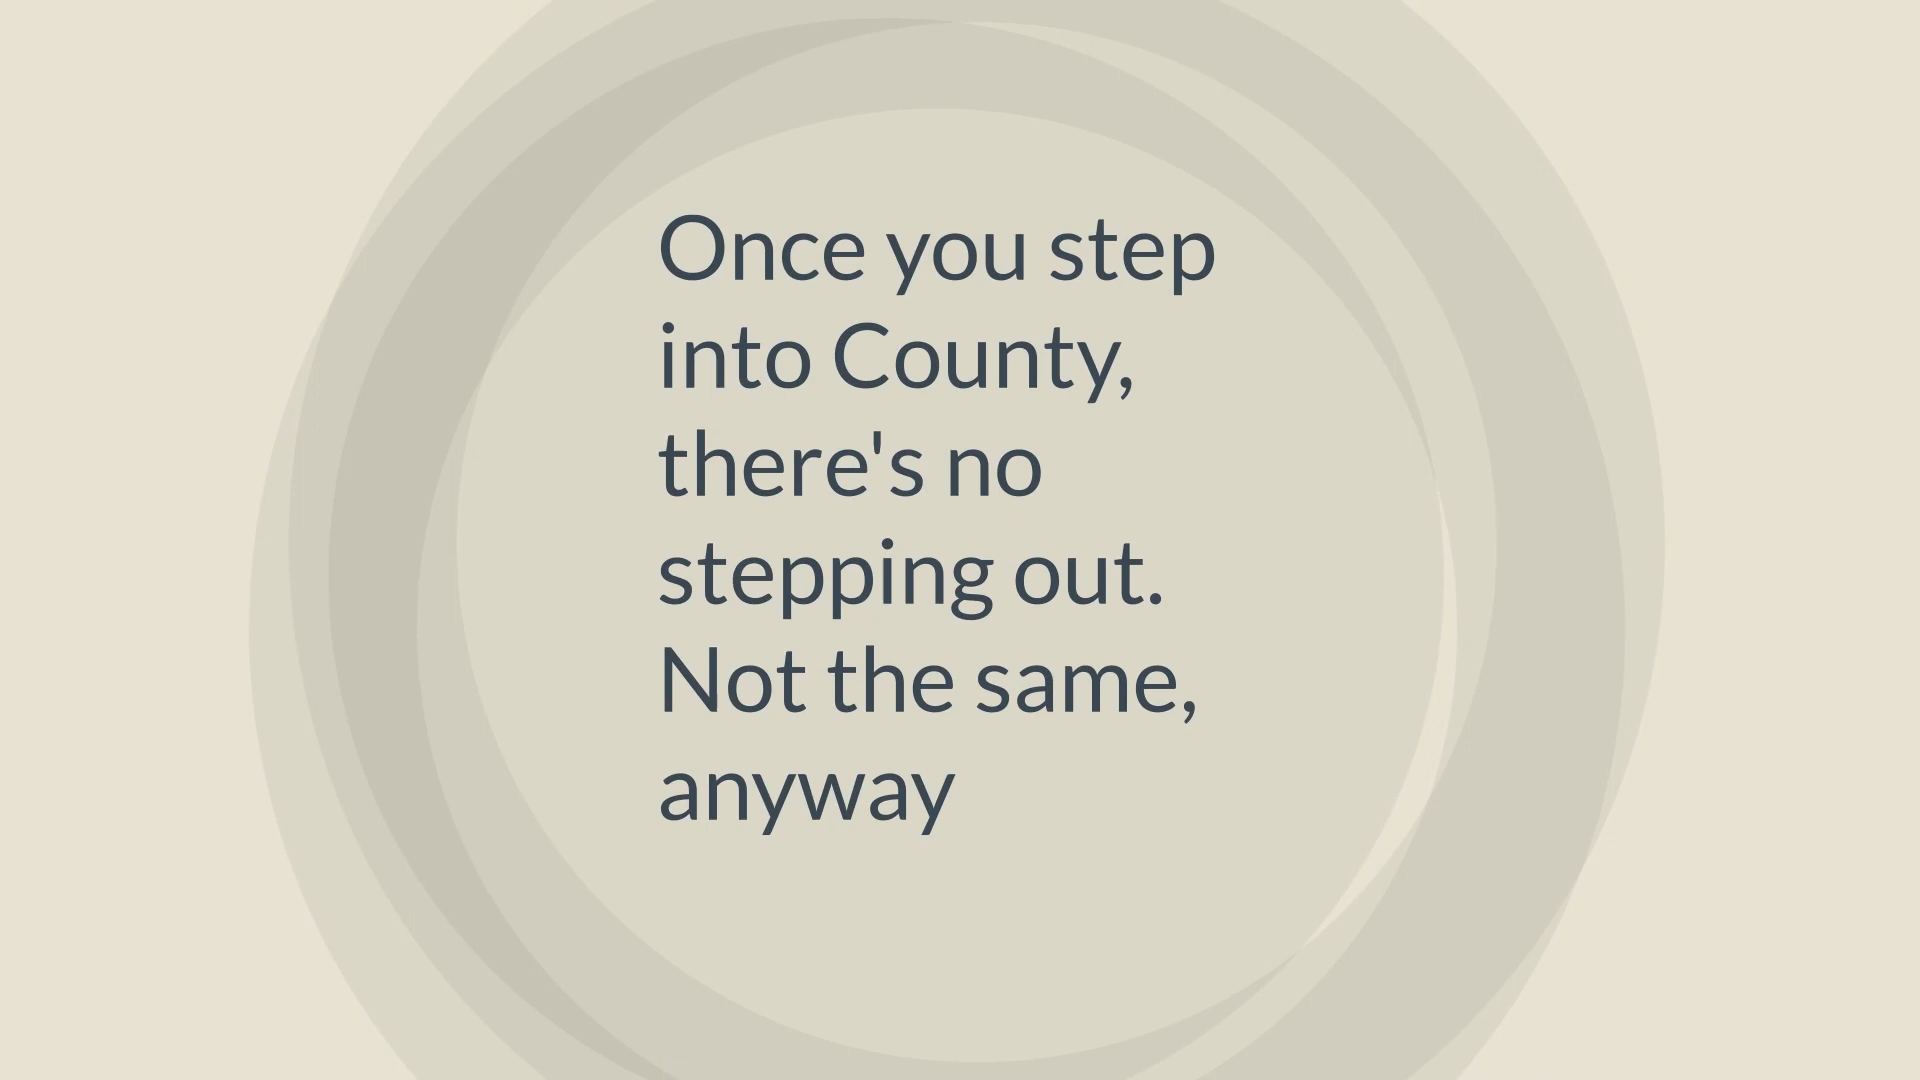 Once you step
into County,
there's no
stepping out.
Not the same,
anyway